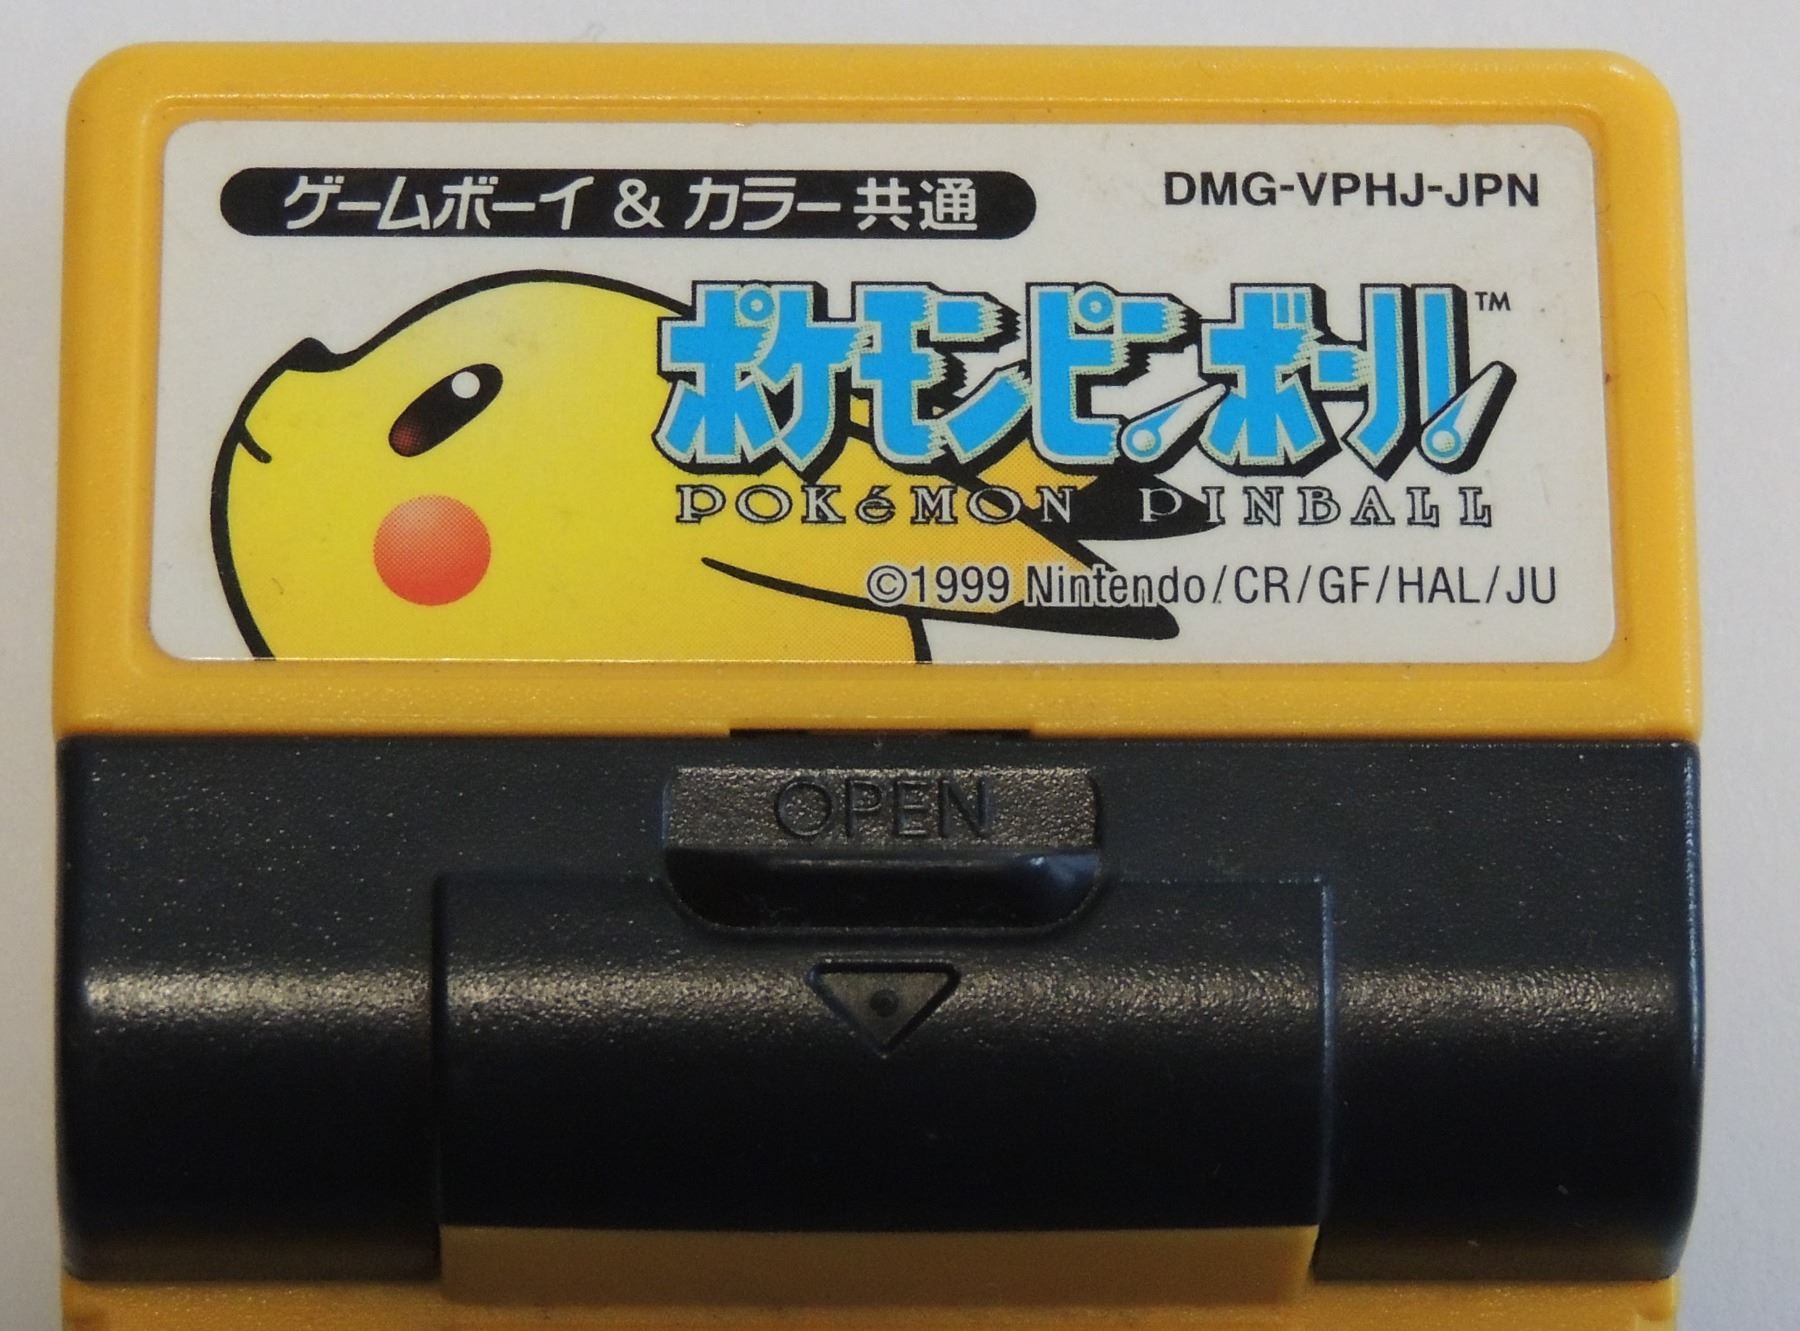 ゲームボーイ & カラー共通
DMG-VPHJ-JPN
ポケモンピンボール™
POKéMON PINBALL
©1999 Nintendo/CR/GF/HAL/JU
OPEN